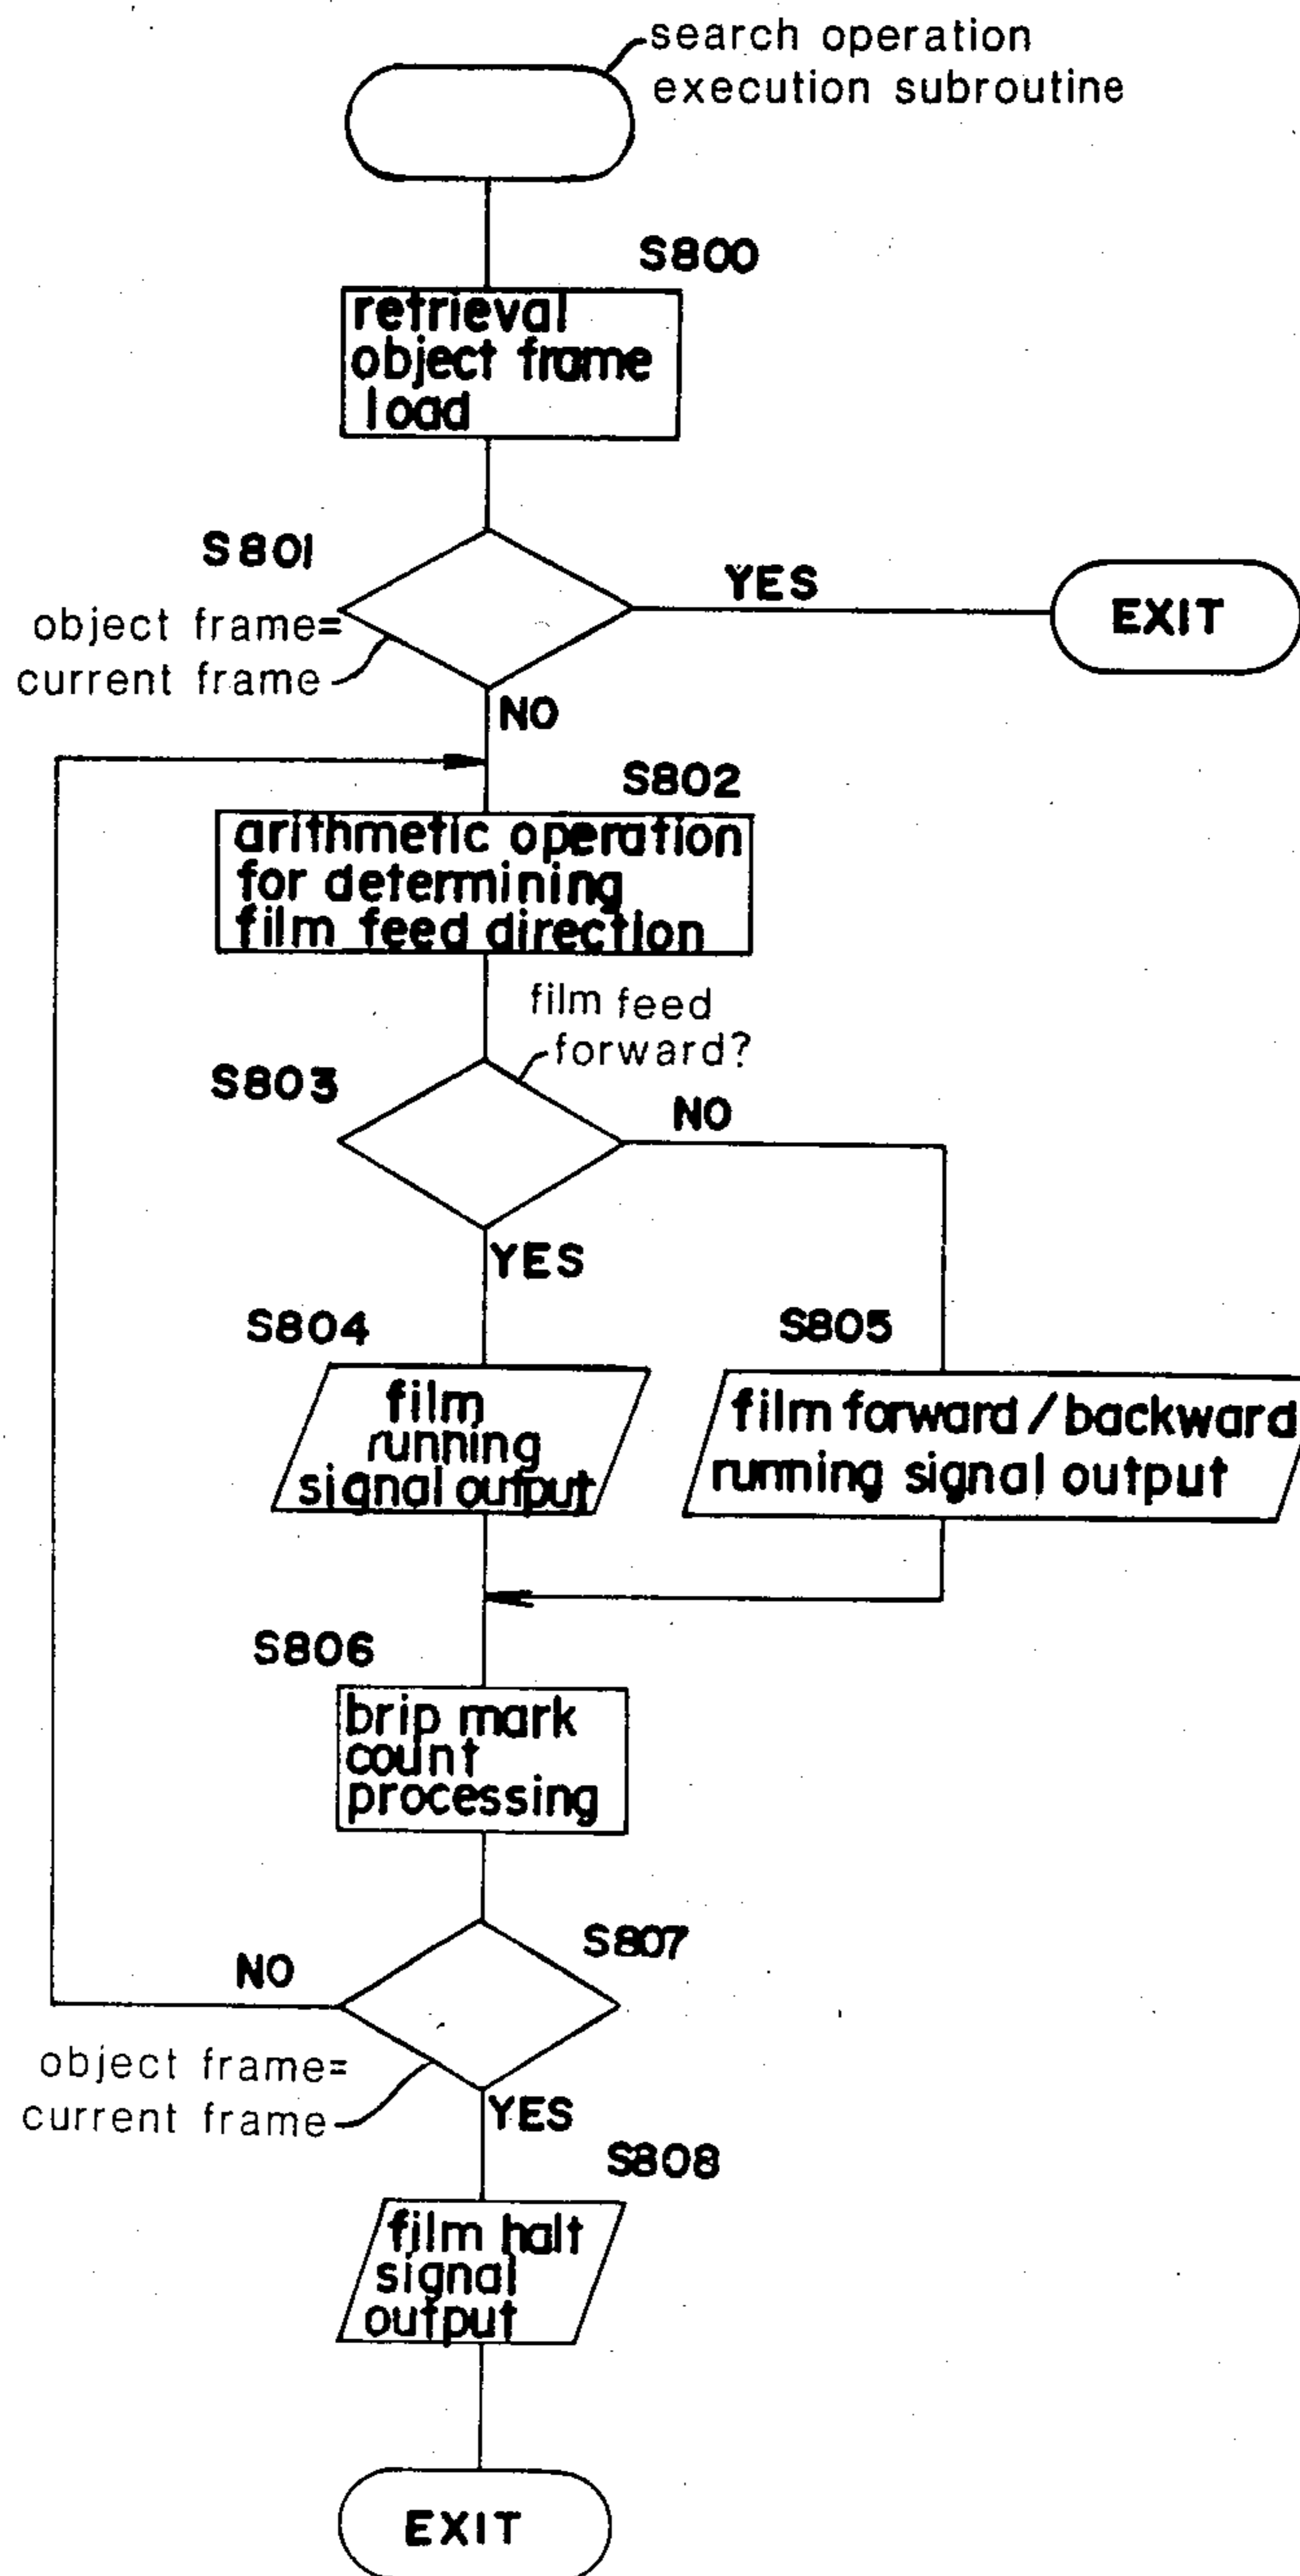 search operation
execution subroutine
S800
retrieval
object frame
load
S801
YES
EXIT
object frame=
current frame
NO
S802
arithmetic operation
for determining
film feed direction
film feed
forward?
S803
NO
YES
S804
S805
film
running
signal output
film forward/backward
running signal output
S806
brip mark
count
processing
S807
NO
object frame=
current frame
YES
S808
film halt
signal
output
EXIT